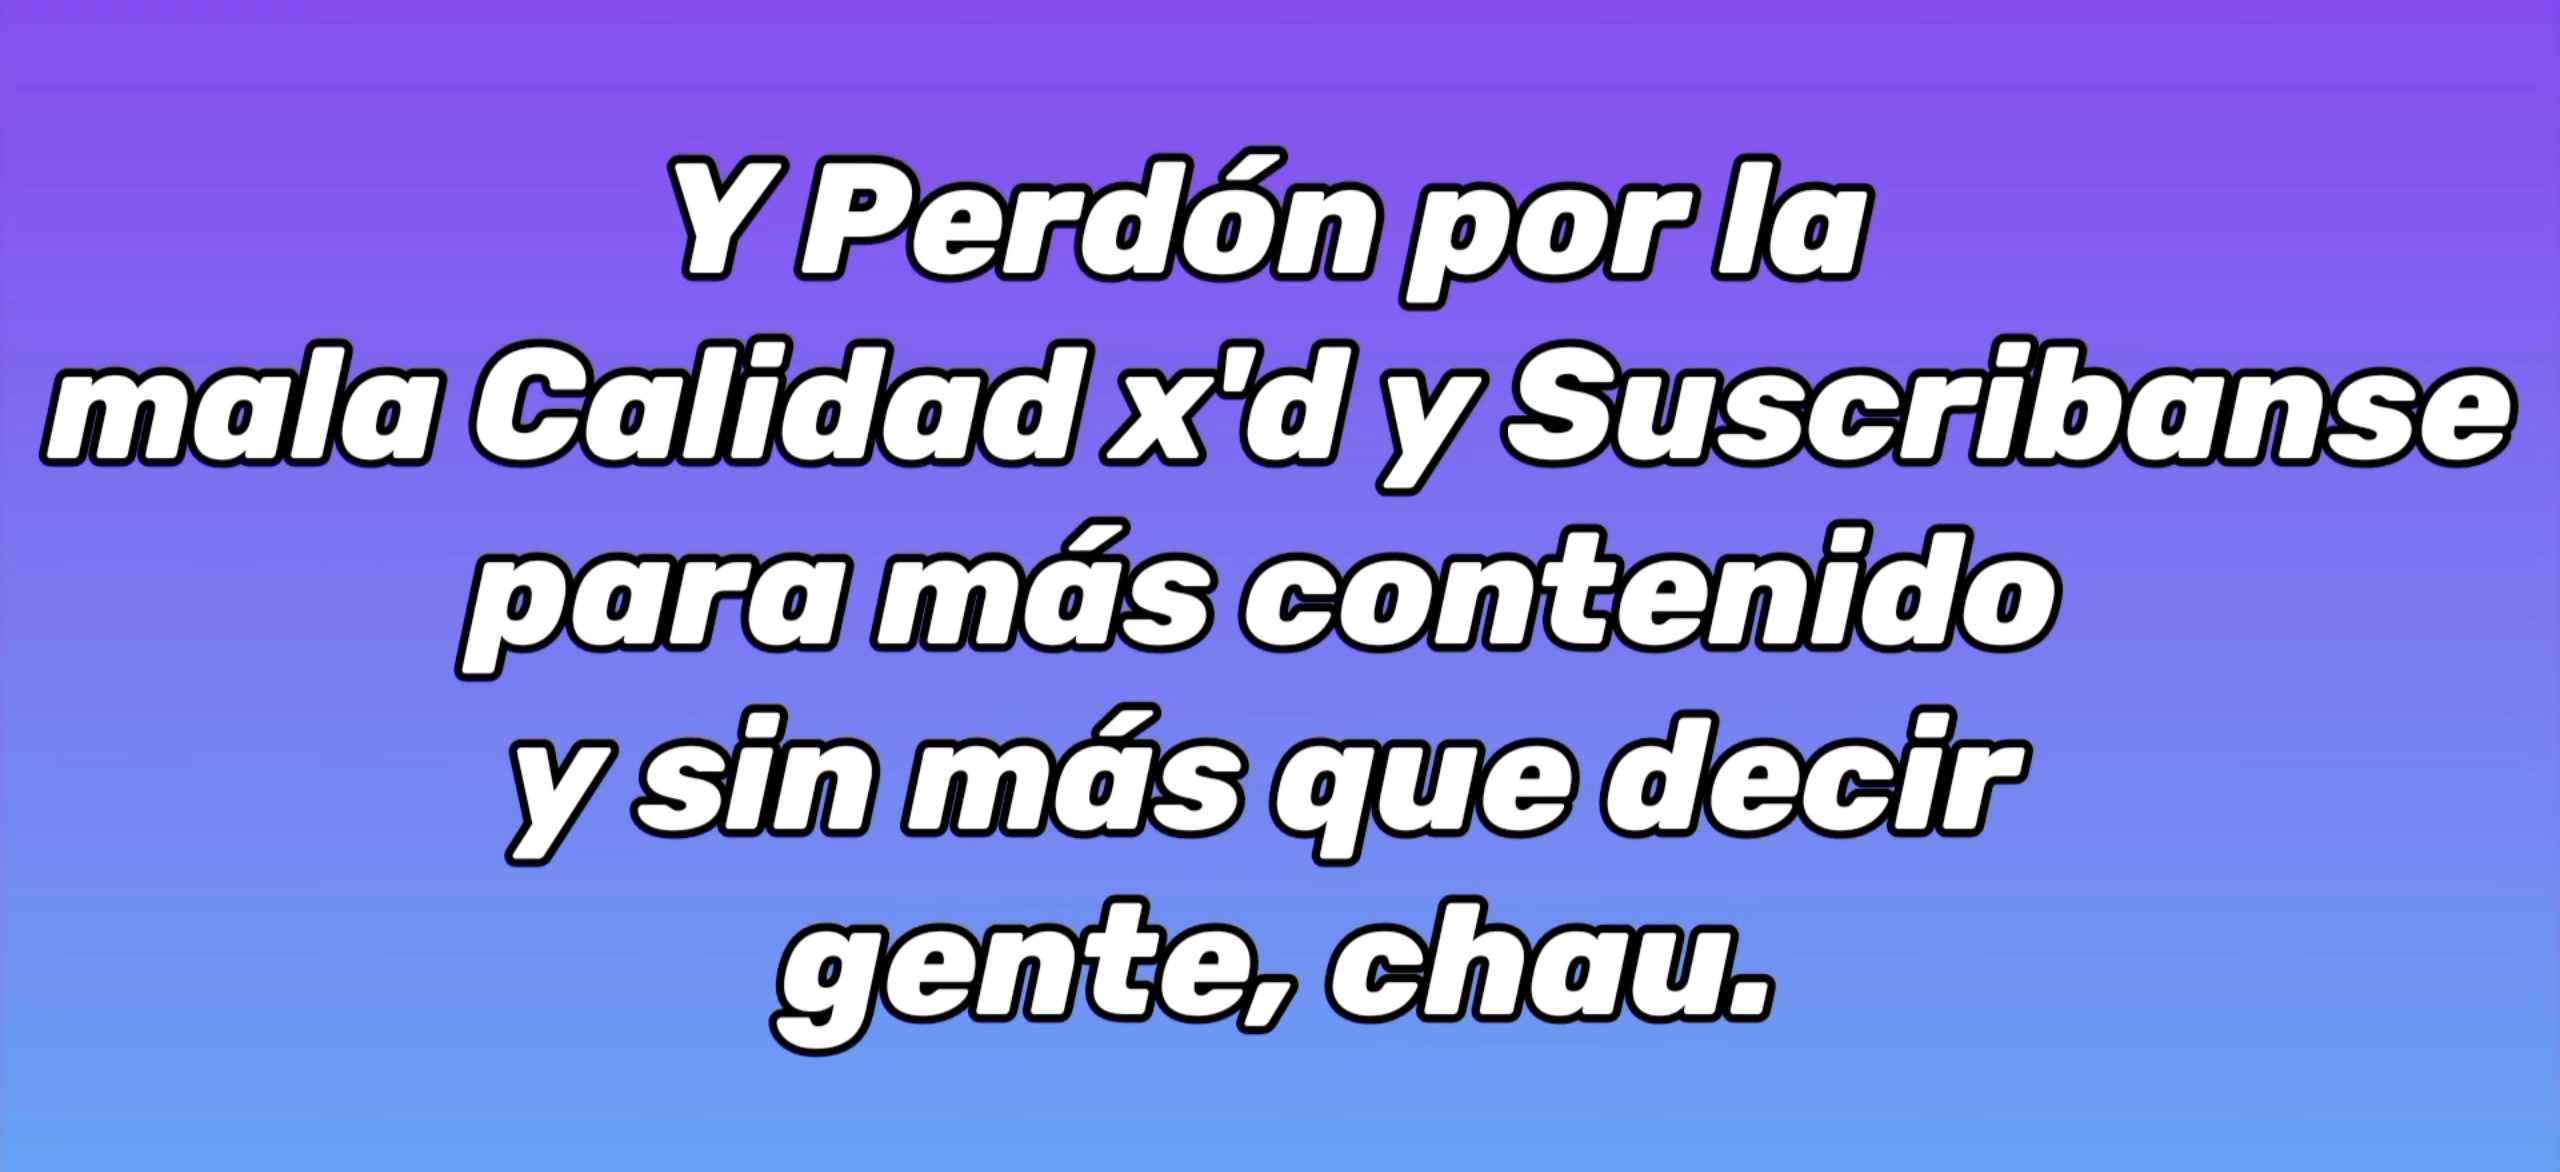 Y Perdón por la
mala Calidad x'd y Suscribanse
para más contenido
y sin más que decir
gente, chau.